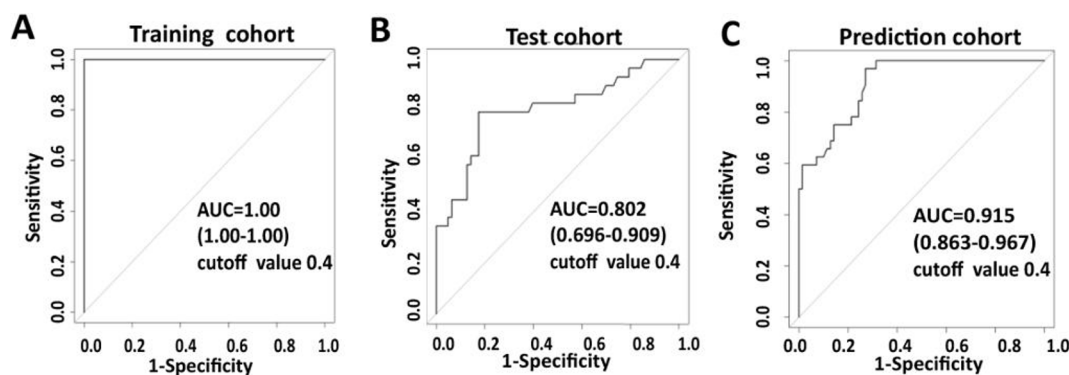 A
Training cohort
Sensitivity
1.0
0.8
0.6
0.4
0.2
0.0
AUC=1.00
(1.00-1.00)
cutoff value 0.4
0.0 0.2 0.4 0.6 0.8 1.0
1-Specificity
B
Test cohort
Sensitivity
1.0
0.8
0.6
0.4
0.2
0.0
AUC=0.802
(0.696-0.909)
cutoff value 0.4
0.0 0.2 0.4 0.6 0.8 1.0
1-Specificity
C
Prediction cohort
Sensitivity
1.0
0.8
0.6
0.4
0.2
0.0
AUC=0.915
(0.863-0.967)
cutoff value 0.4
0.0 0.2 0.4 0.6 0.8 1.0
1-Specificity